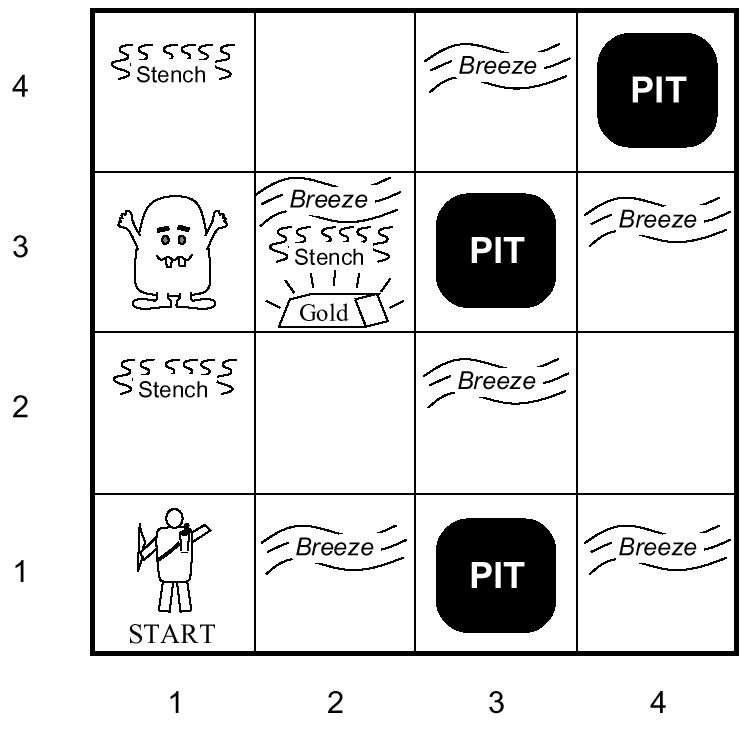 4
Stench
Breeze
PIT
3
Breeze
Stench
Gold
PIT
Breeze
2
Stench
Breeze
1
START
Breeze
PIT
Breeze
1 2 3 4